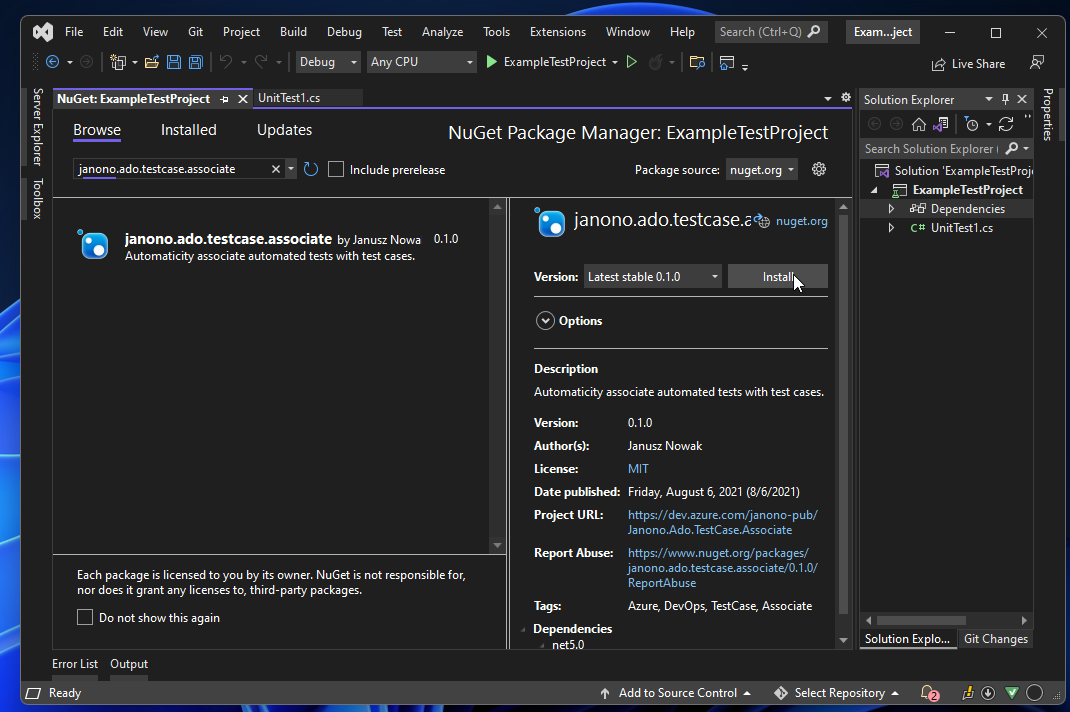 File Edit View Git Project Build Debug Test Analyze Tools Extensions Window Help Search (Ctrl+Q) Exam...ject
Debug Any CPU ExampleTestProject Live Share
Server Explorer
Toolbox
NuGet: ExampleTestProject UnitTest1.cs
Browse Installed Updates NuGet Package Manager: ExampleTestProject
janono.ado.testcase.associate Include prerelease Package source: nuget.org
janono.ado.testcase.associate by Janusz Nowa 0.1.0
Automaticity associate automated tests with test cases.
Each package is licensed to you by its owner. NuGet is not responsible for,
nor does it grant any licenses to, third-party packages.
Do not show this again
janono.ado.testcase.a nuget.org
Version: Latest stable 0.1.0 Install
Options
Description
Automaticity associate automated tests with test cases.
Version: 0.1.0
Author(s): Janusz Nowak
License: MIT
Date published: Friday, August 6, 2021 (8/6/2021)
Project URL: https://dev.azure.com/janono-pub/
Janono.Ado.TestCase.Associate
Report Abuse: https://www.nuget.org/packages/
janono.ado.testcase.associate/0.1.0/
ReportAbuse
Tags: Azure, DevOps, TestCase, Associate
Dependencies
net5.0
Solution Explorer
Search Solution Explorer (
Solution 'ExampleTestProj
ExampleTestProject
Dependencies
C# UnitTest1.cs
Solution Explo... Git Changes
Properties
Error List Output
Ready Add to Source Control Select Repository 2